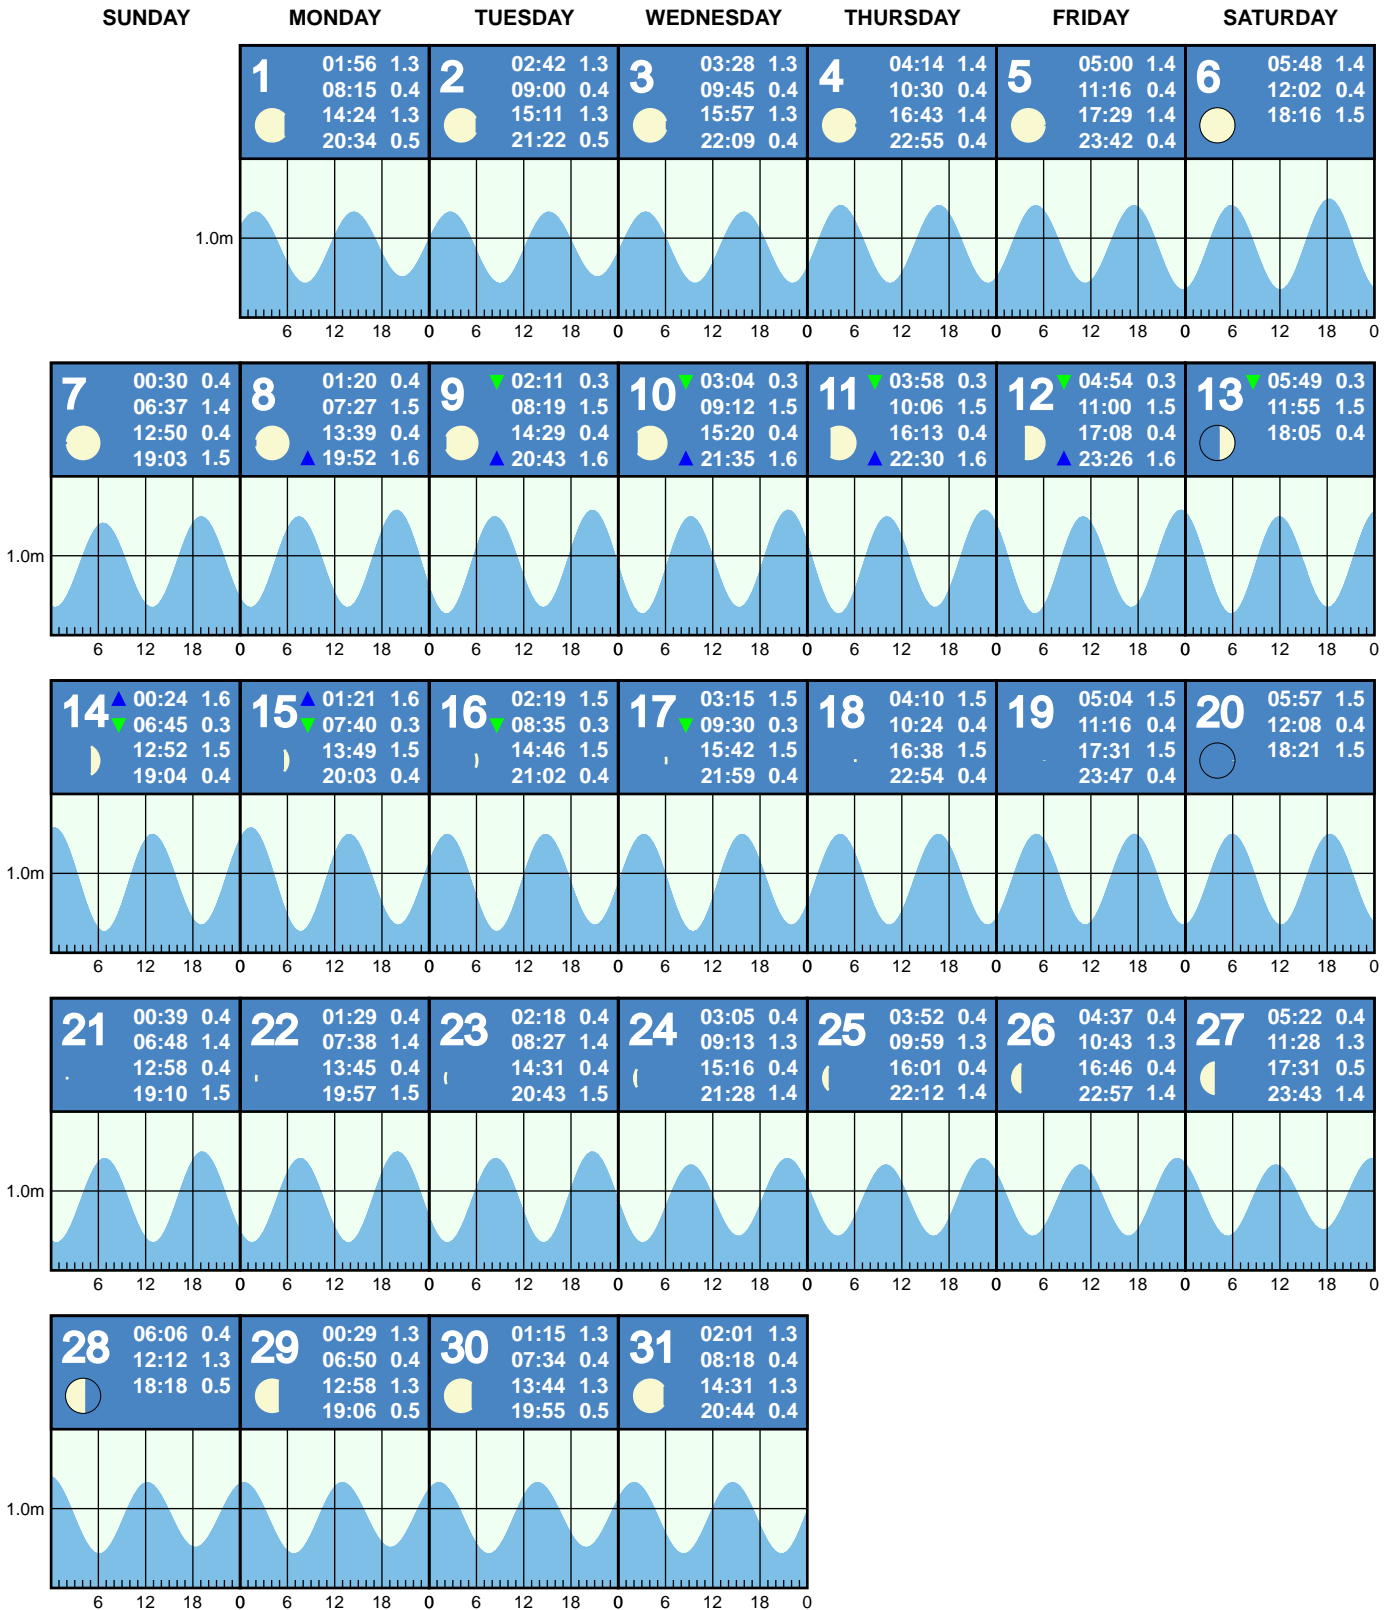 SUNDAY MONDAY TUESDAY WEDNESDAY THURSDAY FRIDAY SATURDAY
1 01:56 1.3
08:15 0.4
14:24 1.3
20:34 0.5
2 02:42 1.3
09:00 0.4
15:11 1.3
21:22 0.5
3 03:28 1.3
09:45 0.4
15:57 1.3
22:09 0.4
4 04:14 1.4
10:30 0.4
16:43 1.4
22:55 0.4
5 05:00 1.4
11:16 0.4
17:29 1.4
23:42 0.4
6 05:48 1.4
12:02 0.4
18:16 1.5
1.0m
6 12 18 0 6 12 18 0 6 12 18 0 6 12 18 0 6 12 18 0 6 12 18 0
7 00:30 0.4
06:37 1.4
12:50 0.4
19:03 1.5
8 01:20 0.4
07:27 1.5
13:39 0.4
▲ 19:52 1.6
9 ▼ 02:11 0.3
08:19 1.5
14:29 0.4
▲ 20:43 1.6
10 ▼ 03:04 0.3
09:12 1.5
15:20 0.4
▲ 21:35 1.6
11 ▼ 03:58 0.3
10:06 1.5
16:13 0.4
▲ 22:30 1.6
12 ▼ 04:54 0.3
11:00 1.5
17:08 0.4
▲ 23:26 1.6
13 ▼ 05:49 0.3
11:55 1.5
18:05 0.4
1.0m
6 12 18 0 6 12 18 0 6 12 18 0 6 12 18 0 6 12 18 0 6 12 18 0 6 12 18 0
14 ▲ 00:24 1.6
▼ 06:45 0.3
12:52 1.5
19:04 0.4
15 ▲ 01:21 1.6
▼ 07:40 0.3
13:49 1.5
20:03 0.4
16 02:19 1.5
▼ 08:35 0.3
14:46 1.5
21:02 0.4
17 03:15 1.5
▼ 09:30 0.3
15:42 1.5
21:59 0.4
18 04:10 1.5
10:24 0.4
16:38 1.5
22:54 0.4
19 05:04 1.5
11:16 0.4
17:31 1.5
23:47 0.4
20 05:57 1.5
12:08 0.4
18:21 1.5
1.0m
6 12 18 0 6 12 18 0 6 12 18 0 6 12 18 0 6 12 18 0 6 12 18 0 6 12 18 0
21 00:39 0.4
06:48 1.4
12:58 0.4
19:10 1.5
22 01:29 0.4
07:38 1.4
13:45 0.4
19:57 1.5
23 02:18 0.4
08:27 1.4
14:31 0.4
20:43 1.5
24 03:05 0.4
09:13 1.3
15:16 0.4
21:28 1.4
25 03:52 0.4
09:59 1.3
16:01 0.4
22:12 1.4
26 04:37 0.4
10:43 1.3
16:46 0.4
22:57 1.4
27 05:22 0.4
11:28 1.3
17:31 0.5
23:43 1.4
1.0m
6 12 18 0 6 12 18 0 6 12 18 0 6 12 18 0 6 12 18 0 6 12 18 0 6 12 18 0
28 06:06 0.4
12:12 1.3
18:18 0.5
29 00:29 1.3
06:50 0.4
12:58 1.3
19:06 0.5
30 01:15 1.3
07:34 0.4
13:44 1.3
19:55 0.5
31 02:01 1.3
08:18 0.4
14:31 1.3
20:44 0.4
1.0m
6 12 18 0 6 12 18 0 6 12 18 0 6 12 18 0